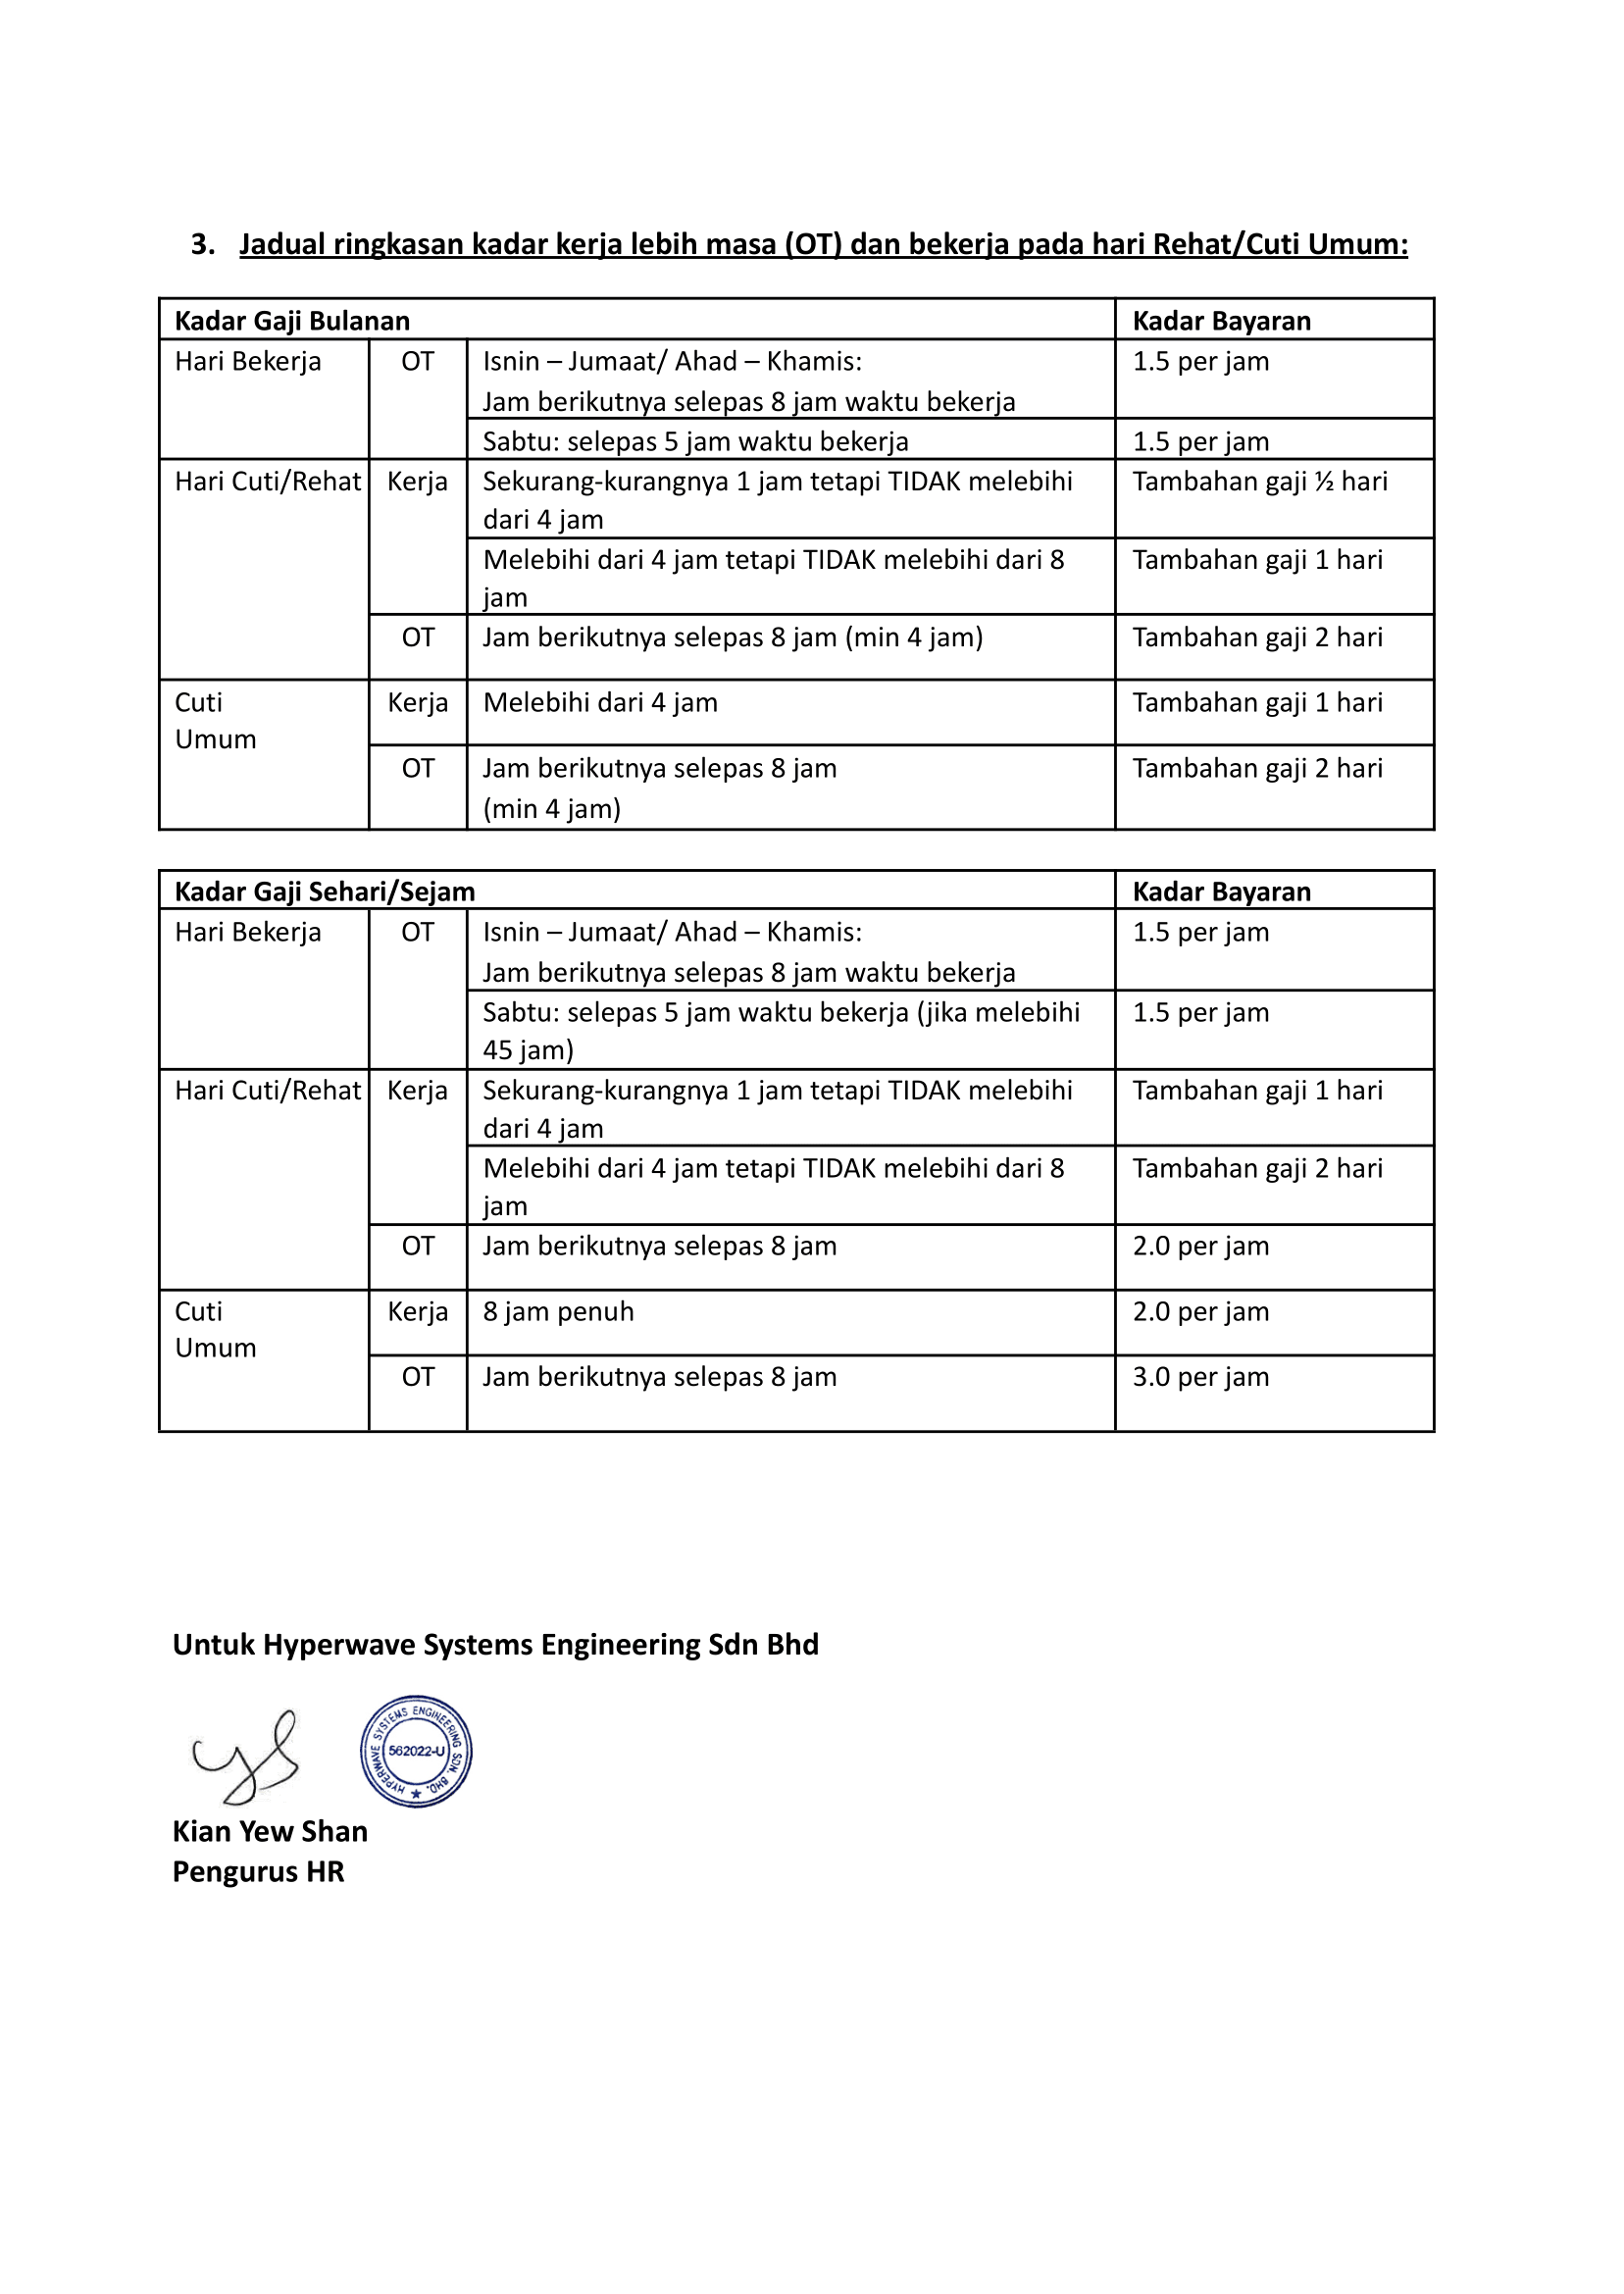 3. Jadual ringkasan kadar kerja lebih masa (OT) dan bekerja pada hari Rehat/Cuti Umum:
Kadar Gaji Bulanan Kadar Bayaran
Hari Bekerja OT Isnin – Jumaat/ Ahad – Khamis: 1.5 per jam
Jam berikutnya selepas 8 jam waktu bekerja
Sabtu: selepas 5 jam waktu bekerja 1.5 per jam
Hari Cuti/Rehat Kerja Sekurang-kurangnya 1 jam tetapi TIDAK melebihi Tambahan gaji ½ hari
dari 4 jam
Melebihi dari 4 jam tetapi TIDAK melebihi dari 8 Tambahan gaji 1 hari
jam
OT Jam berikutnya selepas 8 jam (min 4 jam) Tambahan gaji 2 hari
Cuti Kerja Melebihi dari 4 jam Tambahan gaji 1 hari
Umum
OT Jam berikutnya selepas 8 jam Tambahan gaji 2 hari
(min 4 jam)
Kadar Gaji Sehari/Sejam Kadar Bayaran
Hari Bekerja OT Isnin – Jumaat/ Ahad – Khamis: 1.5 per jam
Jam berikutnya selepas 8 jam waktu bekerja
Sabtu: selepas 5 jam waktu bekerja (jika melebihi 1.5 per jam
45 jam)
Hari Cuti/Rehat Kerja Sekurang-kurangnya 1 jam tetapi TIDAK melebihi Tambahan gaji 1 hari
dari 4 jam
Melebihi dari 4 jam tetapi TIDAK melebihi dari 8 Tambahan gaji 2 hari
jam
OT Jam berikutnya selepas 8 jam 2.0 per jam
Cuti Kerja 8 jam penuh 2.0 per jam
Umum
OT Jam berikutnya selepas 8 jam 3.0 per jam
Untuk Hyperwave Systems Engineering Sdn Bhd
ys
HYPERWAVE SYSTEMS ENGINEERING SDN. BHD.
562022-U
Kian Yew Shan
Pengurus HR